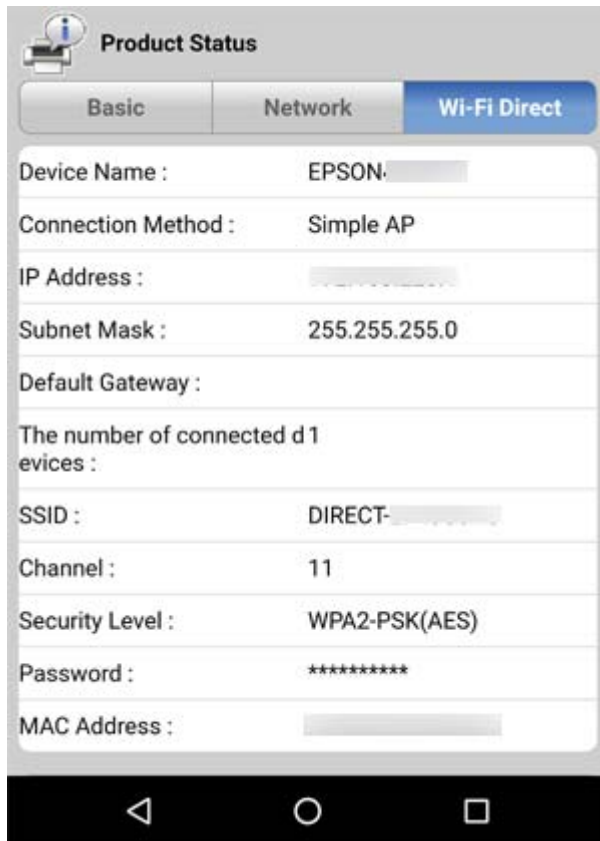 Product Status
Basic Network Wi-Fi Direct
Device Name : EPSON
Connection Method : Simple AP
IP Address :
Subnet Mask : 255.255.255.0
Default Gateway :
The number of connected d 1
evices :
SSID : DIRECT-
Channel : 11
Security Level : WPA2-PSK(AES)
Password : **********
MAC Address :